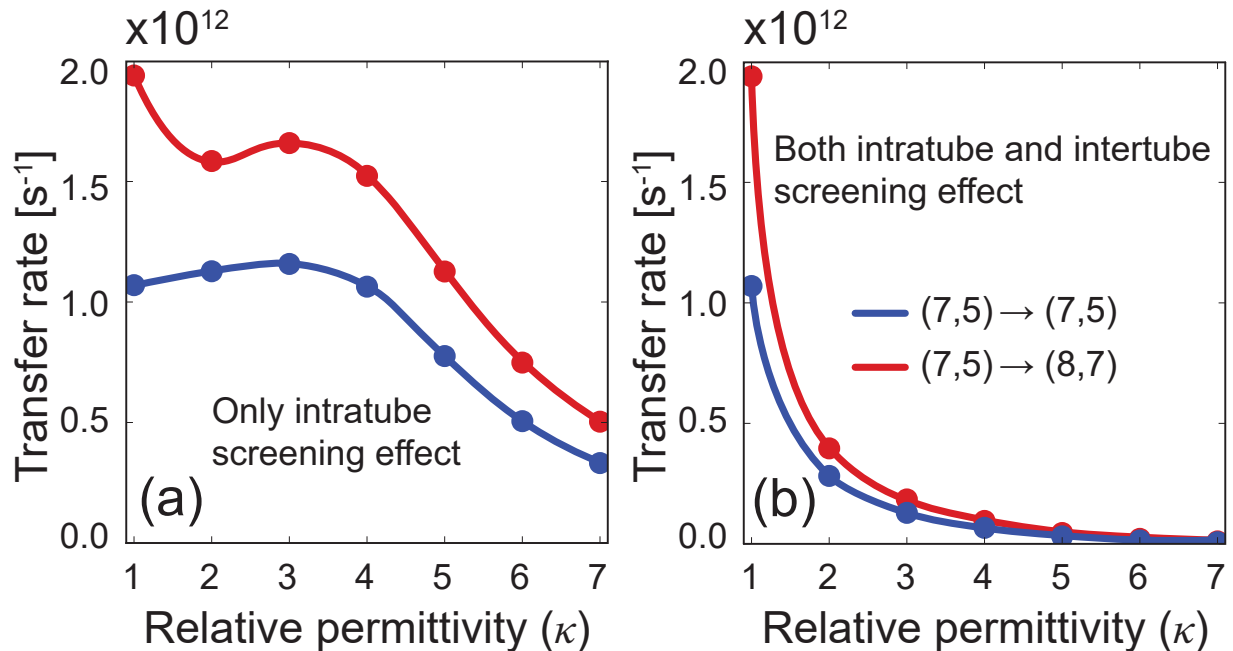 x10¹²
Transfer rate [s⁻¹]
2.0
1.5
1.0
0.5
0.0
Only intratube
screening effect
(a)
1 2 3 4 5 6 7
Relative permittivity (κ)
x10¹²
Transfer rate [s⁻¹]
2.0
1.5
1.0
0.5
0.0
Both intratube and intertube
screening effect
(7,5) → (7,5)
(7,5) → (8,7)
(b)
1 2 3 4 5 6 7
Relative permittivity (κ)